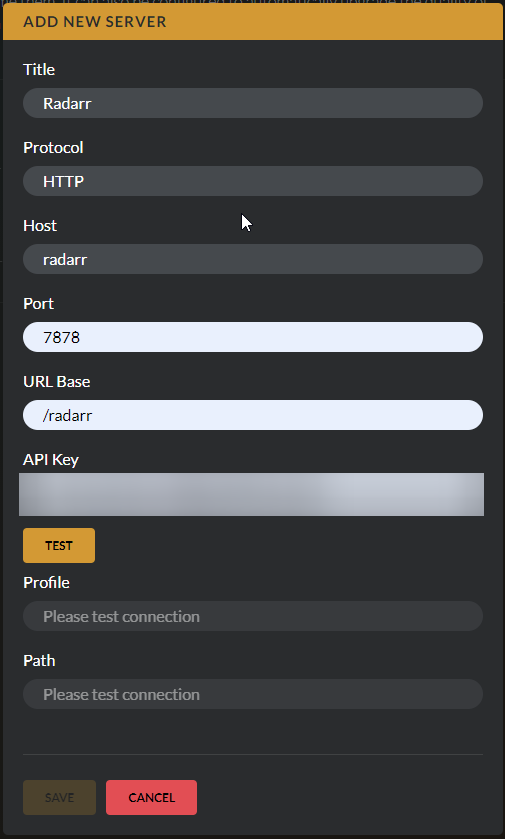 ADD NEW SERVER
Title
Radarr
Protocol
HTTP
Host
radarr
Port
7878
URL Base
/radarr
API Key
TEST
Profile
Please test connection
Path
Please test connection
SAVE
CANCEL